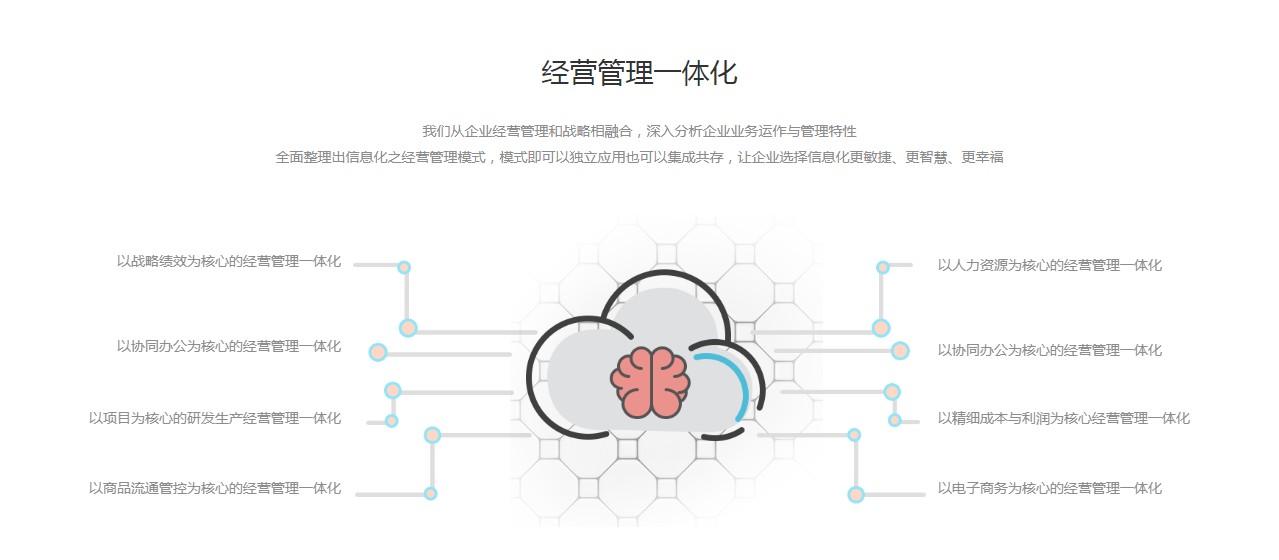 经营管理一体化
我们从企业经营管理和战略相融合，深入分析企业业务运作与管理特性
全面整理出信息化之经营管理模式，模式即可以独立应用也可以集成共存，让企业选择信息化更敏捷、更智慧、更幸福
以战略绩效为核心的经营管理一体化
以协同办公为核心的经营管理一体化
以项目为核心的研发生产经营管理一体化
以商品流通管控为核心的经营管理一体化
以人力资源为核心的经营管理一体化
以协同办公为核心的经营管理一体化
以精细成本与利润为核心经营管理一体化
以电子商务为核心的经营管理一体化